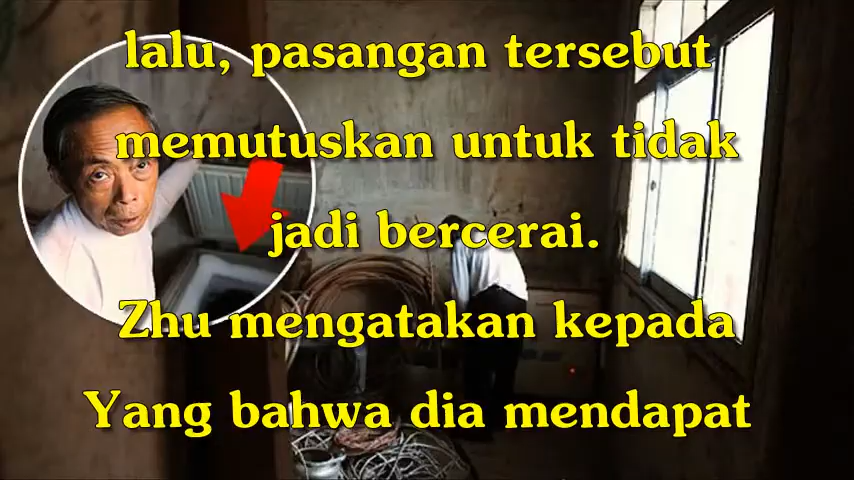 lalu, pasangan tersebut
memutuskan untuk tidak
jadi bercerai.
Zhu mengatakan kepada
Yang bahwa dia mendapat